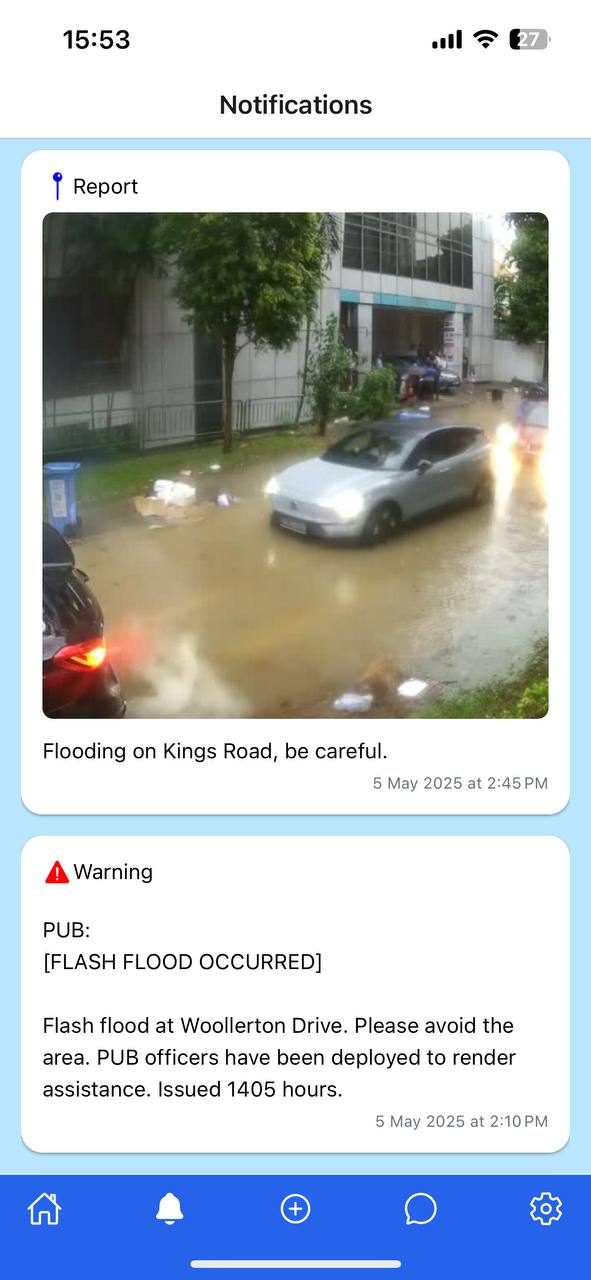 15:53
27
Notifications
Report
Flooding on Kings Road, be careful.
5 May 2025 at 2:45 PM
Warning
PUB:
[FLASH FLOOD OCCURRED]
Flash flood at Woollerton Drive. Please avoid the
area. PUB officers have been deployed to render
assistance. Issued 1405 hours.
5 May 2025 at 2:10 PM